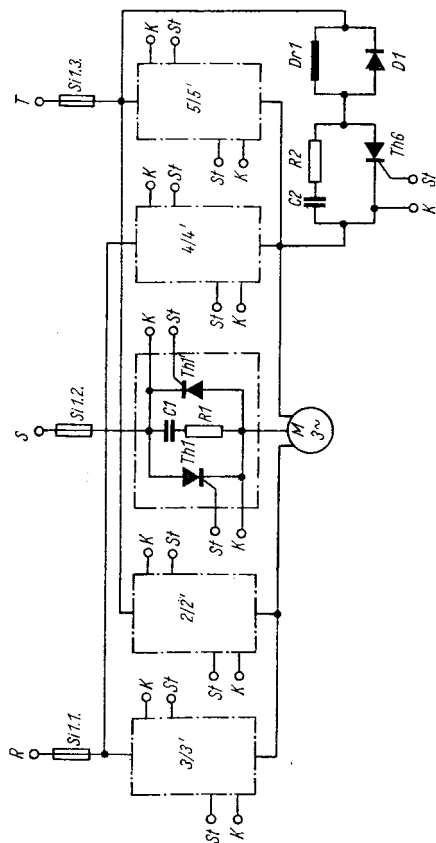 R
S
T
Si1.1.
Si1.2.
Si1.3.
K
St
3/3'
St
K
K
St
2/2'
St
K
K
St
Th1
C1
R1
Th1'
St
K
K
St
4/4'
St
K
K
St
5/5'
St
K
M
3~
C2
R2
Th6
K
St
Dr1
D1